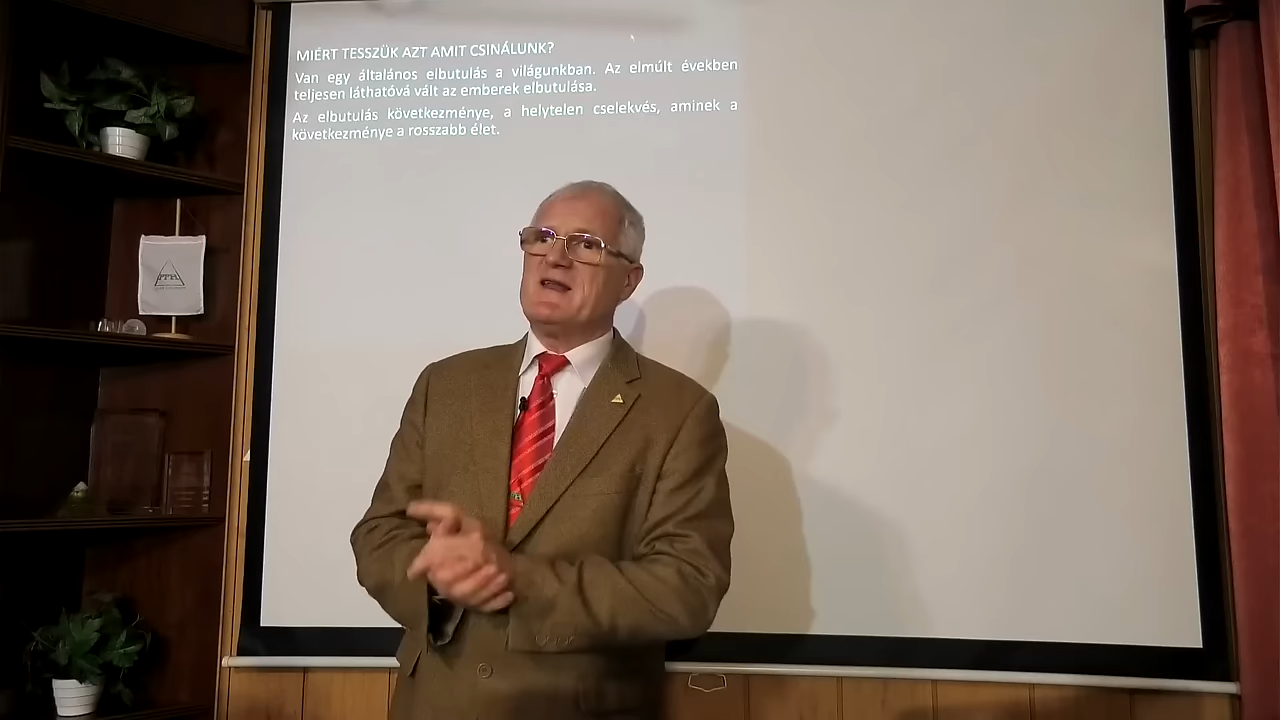 MIÉRT TESSZÜK AZT AMIT CSINÁLUNK?
Van egy általános elbutulás a világunkban. Az elmúlt években
teljesen láthatóvá vált az emberek elbutulása.
Az elbutulás következménye, a helytelen cselekvés, aminek a
következménye a rosszabb élet.